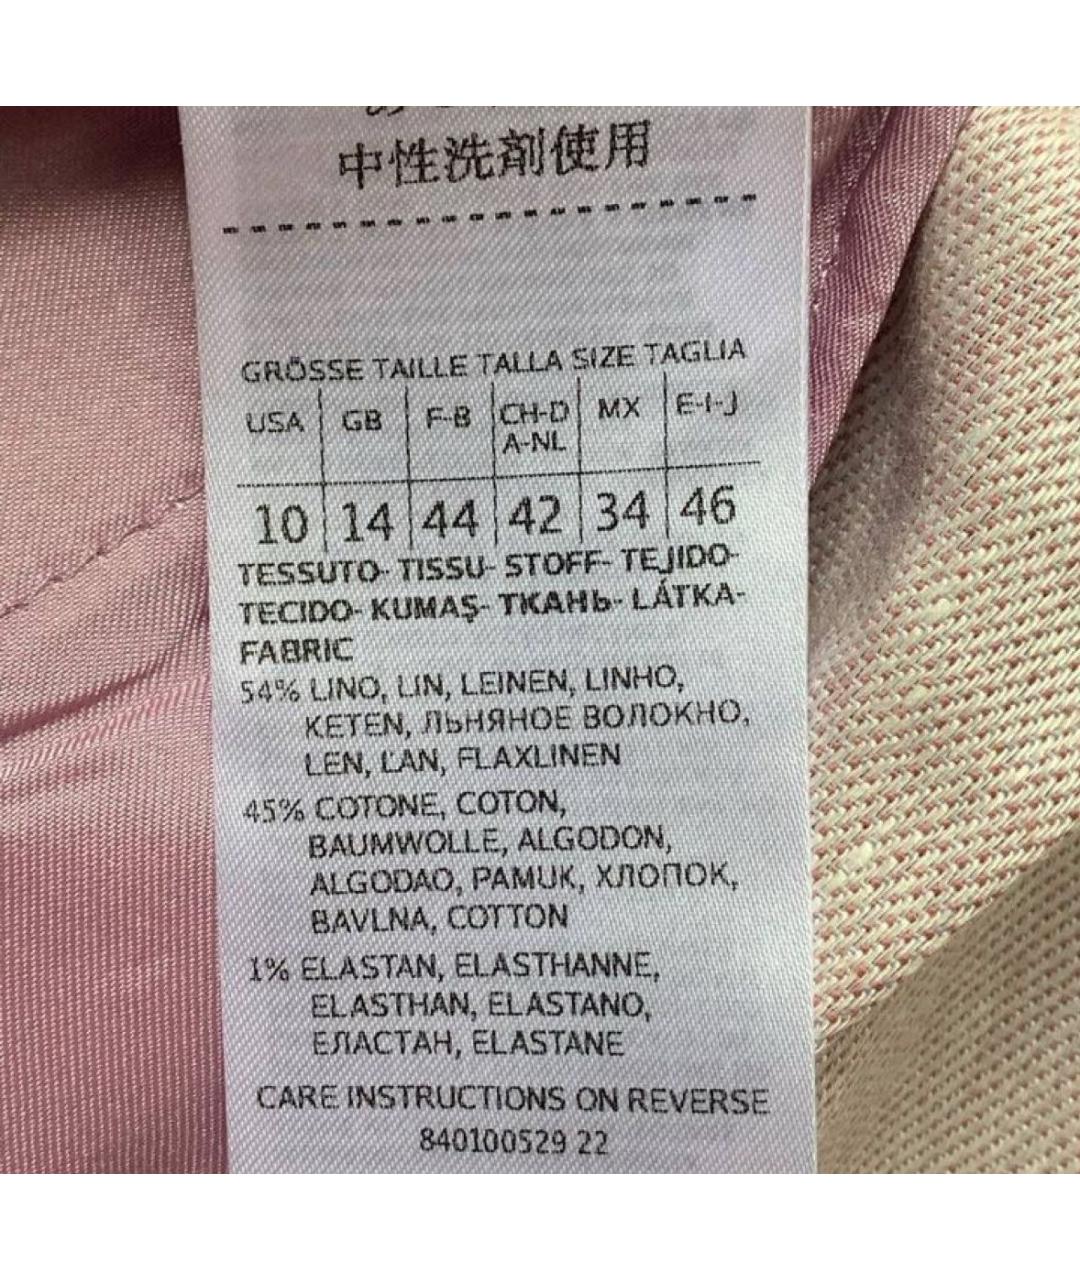 中性洗剤使用
GRÖSSE TAILLE TALLA SIZE TAGLIA
USA GB F-B CH-D MX E-I-J
A-NL
10 14 44 42 34 46
TESSUTO- TISSU- STOFF- TEJIDO-
TECIDO- KUMAŞ- ТКАНЬ- LÁTKA-
FABRIC
54% LINO, LIN, LEINEN, LINHO,
KETEN, ЛЬНЯНОЕ ВОЛОКНО,
LEN, ĽAN, FLAXLINEN
45% COTONE, COTON,
BAUMWOLLE, ALGODON,
ALGODAO, PAMUK, ХЛОПОК,
BAVLNA, COTTON
1% ELASTAN, ELASTHANNE,
ELASTHAN, ELASTANO,
ЕЛАСТАН, ELASTANE
CARE INSTRUCTIONS ON REVERSE
840100529 22